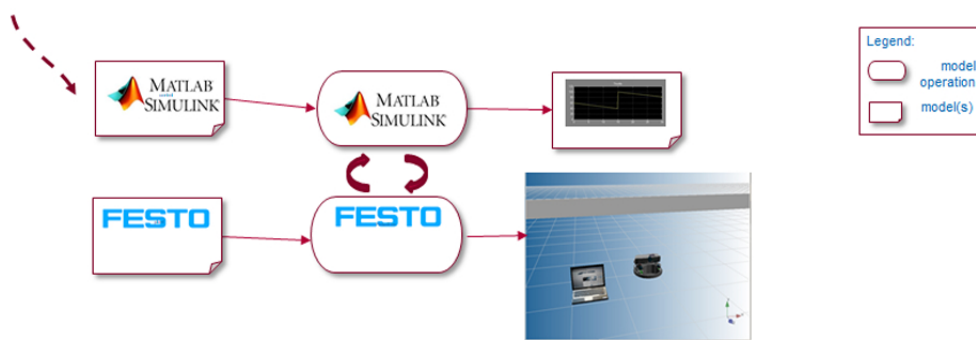 MATLAB
SIMULINK
MATLAB
SIMULINK
FESTO
FESTO
Legend:
model
operation
model(s)